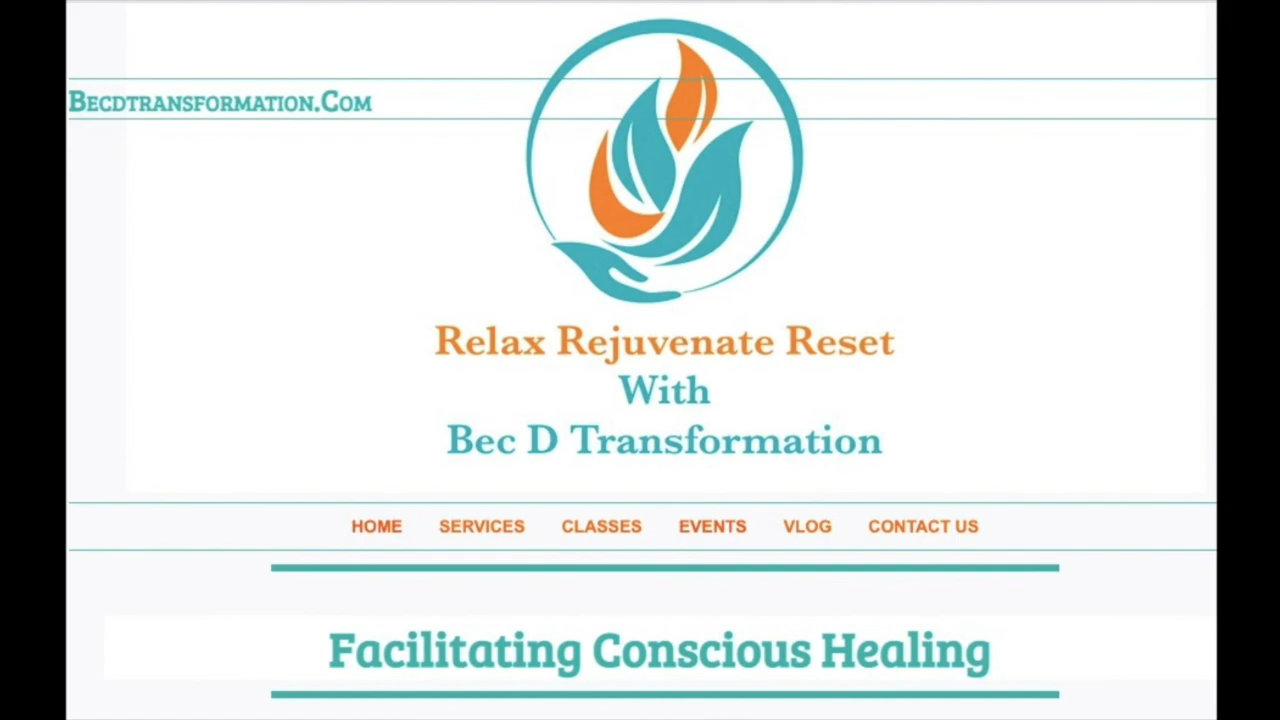 Becdtransformation.Com
Relax Rejuvenate Reset
With
Bec D Transformation
HOME SERVICES CLASSES EVENTS VLOG CONTACT US
Facilitating Conscious Healing